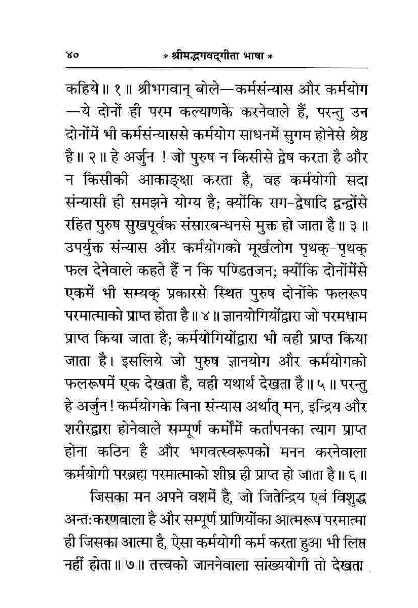 ४० * श्रीमद्भगवद्‌गीता भाषा *
कहिये॥ १॥ श्रीभगवान् बोले—कर्मसंन्यास और कर्मयोग
—ये दोनों ही परम कल्याणके करनेवाले हैं, परन्तु उन
दोनोंमें भी कर्मसंन्याससे कर्मयोग साधनमें सुगम होनेसे श्रेष्ठ
है॥ २॥ हे अर्जुन ! जो पुरुष न किसीसे द्वेष करता है और
न किसीकी आकाङ्क्षा करता है, वह कर्मयोगी सदा
संन्यासी ही समझने योग्य है; क्योंकि राग-द्वेषादि द्वन्द्वोंसे
रहित पुरुष सुखपूर्वक संसारबन्धनसे मुक्त हो जाता है॥ ३॥
उपर्युक्त संन्यास और कर्मयोगको मूर्खलोग पृथक्-पृथक्
फल देनेवाले कहते हैं न कि पण्डितजन; क्योंकि दोनोंमेंसे
एकमें भी सम्यक् प्रकारसे स्थित पुरुष दोनोंके फलरूप
परमात्माको प्राप्त होता है॥ ४॥ ज्ञानयोगियोंद्वारा जो परमधाम
प्राप्त किया जाता है; कर्मयोगियोंद्वारा भी वही प्राप्त किया
जाता है। इसलिये जो पुरुष ज्ञानयोग और कर्मयोगको
फलरूपमें एक देखता है, वही यथार्थ देखता है॥ ५॥ परन्तु
हे अर्जुन! कर्मयोगके बिना संन्यास अर्थात् मन, इन्द्रिय और
शरीरद्वारा होनेवाले सम्पूर्ण कर्मोंमें कर्तापनका त्याग प्राप्त
होना कठिन है और भगवत्स्वरूपको मनन करनेवाला
कर्मयोगी परब्रह्म परमात्माको शीघ्र ही प्राप्त हो जाता है॥ ६॥
जिसका मन अपने वशमें है, जो जितेन्द्रिय एवं विशुद्ध
अन्तःकरणवाला है और सम्पूर्ण प्राणियोंका आत्मरूप परमात्मा
ही जिसका आत्मा है, ऐसा कर्मयोगी कर्म करता हुआ भी लिप्त
नहीं होता॥ ७॥ तत्त्वको जाननेवाला सांख्ययोगी तो देखता